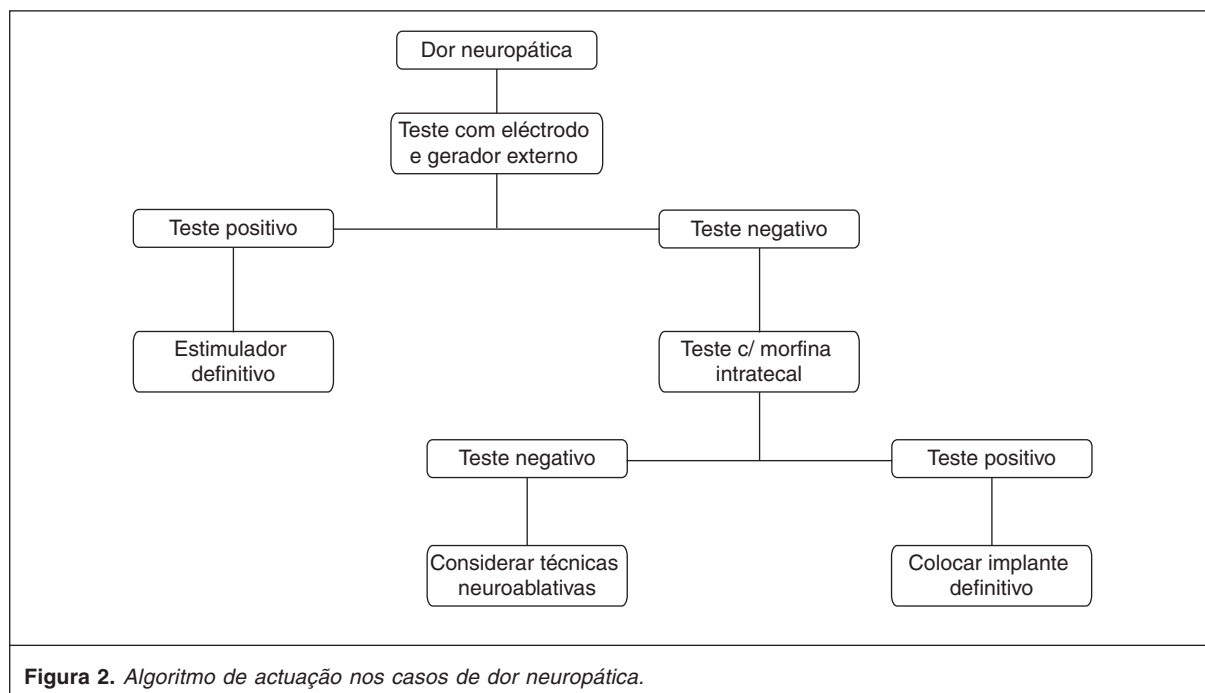 Dor neuropática
Teste com eléctrodo
e gerador externo
Teste positivo
Teste negativo
Estimulador
definitivo
Teste c/ morfina
intratecal
Teste negativo
Teste positivo
Considerar técnicas
neuroablativas
Colocar implante
definitivo
Figura 2. Algoritmo de actuação nos casos de dor neuropática.